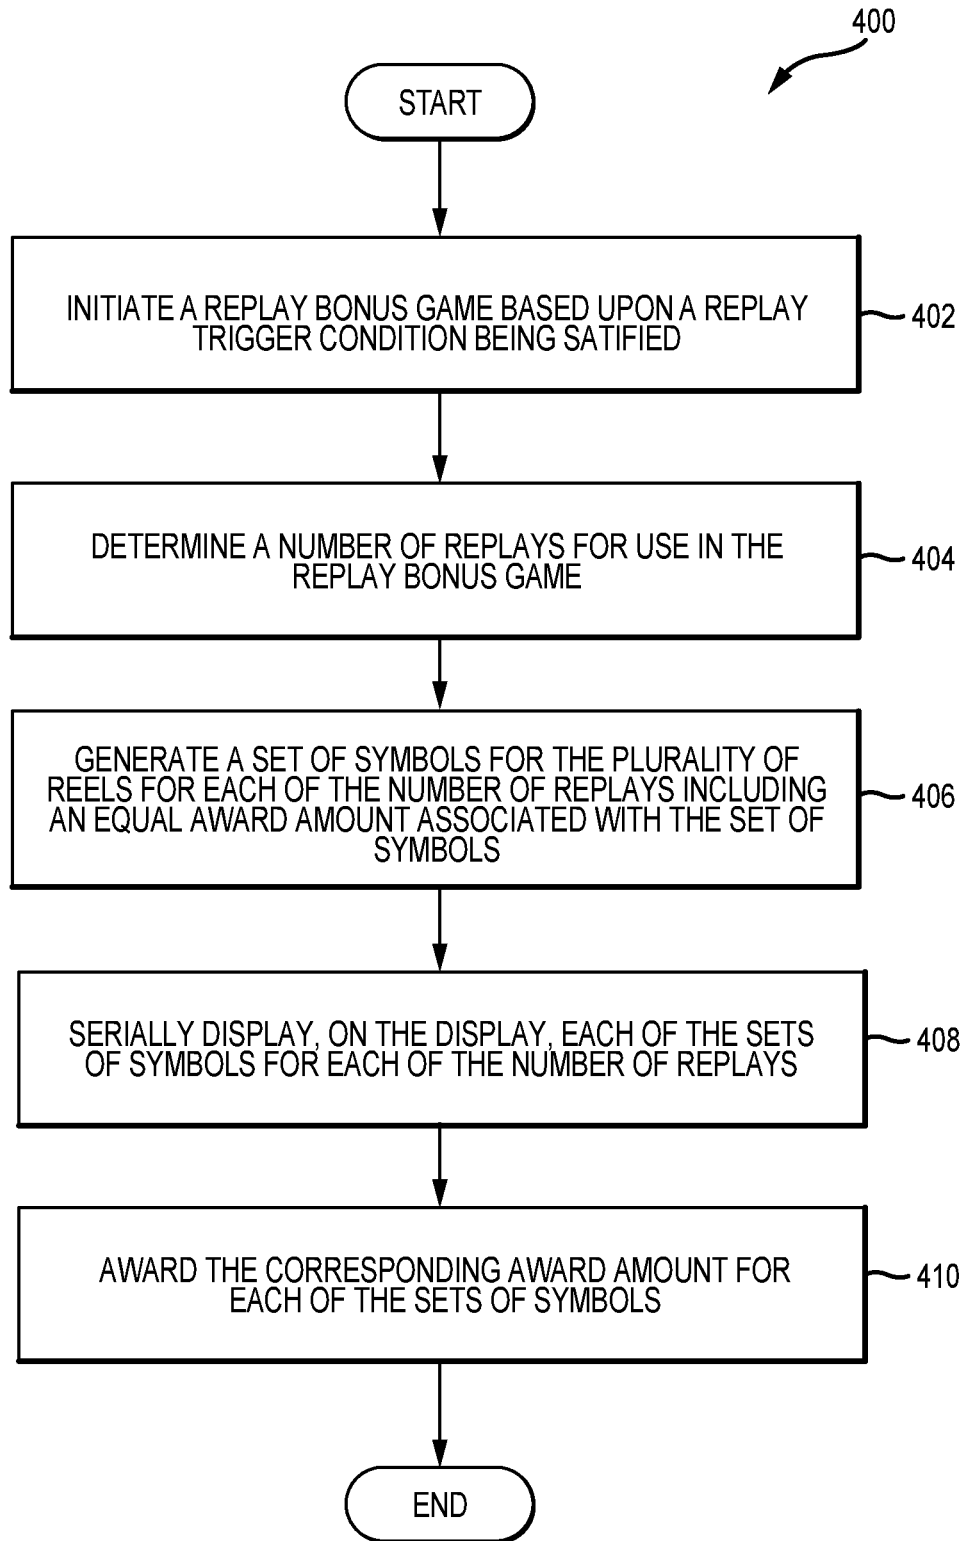 400
START
INITIATE A REPLAY BONUS GAME BASED UPON A REPLAY
TRIGGER CONDITION BEING SATIFIED
402
DETERMINE A NUMBER OF REPLAYS FOR USE IN THE
REPLAY BONUS GAME
404
GENERATE A SET OF SYMBOLS FOR THE PLURALITY OF
REELS FOR EACH OF THE NUMBER OF REPLAYS INCLUDING
AN EQUAL AWARD AMOUNT ASSOCIATED WITH THE SET OF
SYMBOLS
406
SERIALLY DISPLAY, ON THE DISPLAY, EACH OF THE SETS
OF SYMBOLS FOR EACH OF THE NUMBER OF REPLAYS
408
AWARD THE CORRESPONDING AWARD AMOUNT FOR
EACH OF THE SETS OF SYMBOLS
410
END